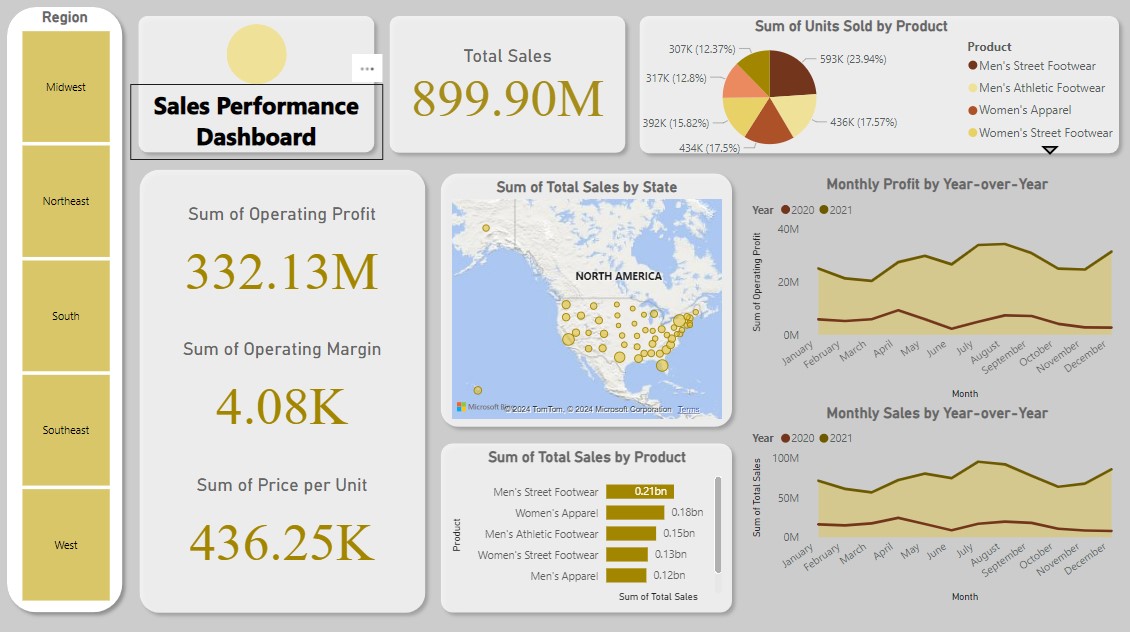 Region
Midwest
Northeast
South
Southeast
West
Sales Performance
Dashboard
Total Sales
899.90M
Sum of Units Sold by Product
307K (12.37%)
317K (12.8%)
392K (15.82%)
434K (17.5%)
593K (23.94%)
436K (17.57%)
Product
Men's Street Footwear
Men's Athletic Footwear
Women's Apparel
Women's Street Footwear
Sum of Operating Profit
332.13M
Sum of Operating Margin
4.08K
Sum of Price per Unit
436.25K
Sum of Total Sales by State
NORTH AMERICA
Microsoft Bing
© 2024 TomTom, © 2024 Microsoft Corporation Terms
Sum of Total Sales by Product
Product
Men's Street Footwear 0.21bn
Women's Apparel 0.18bn
Men's Athletic Footwear 0.15bn
Women's Street Footwear 0.13bn
Men's Apparel 0.12bn
Sum of Total Sales
Monthly Profit by Year-over-Year
Year 2020 2021
Sum of Operating Profit
40M
20M
0M
January February March April May June July August September October November December
Month
Monthly Sales by Year-over-Year
Year 2020 2021
Sum of Total Sales
100M
50M
0M
January February March April May June July August September October November December
Month